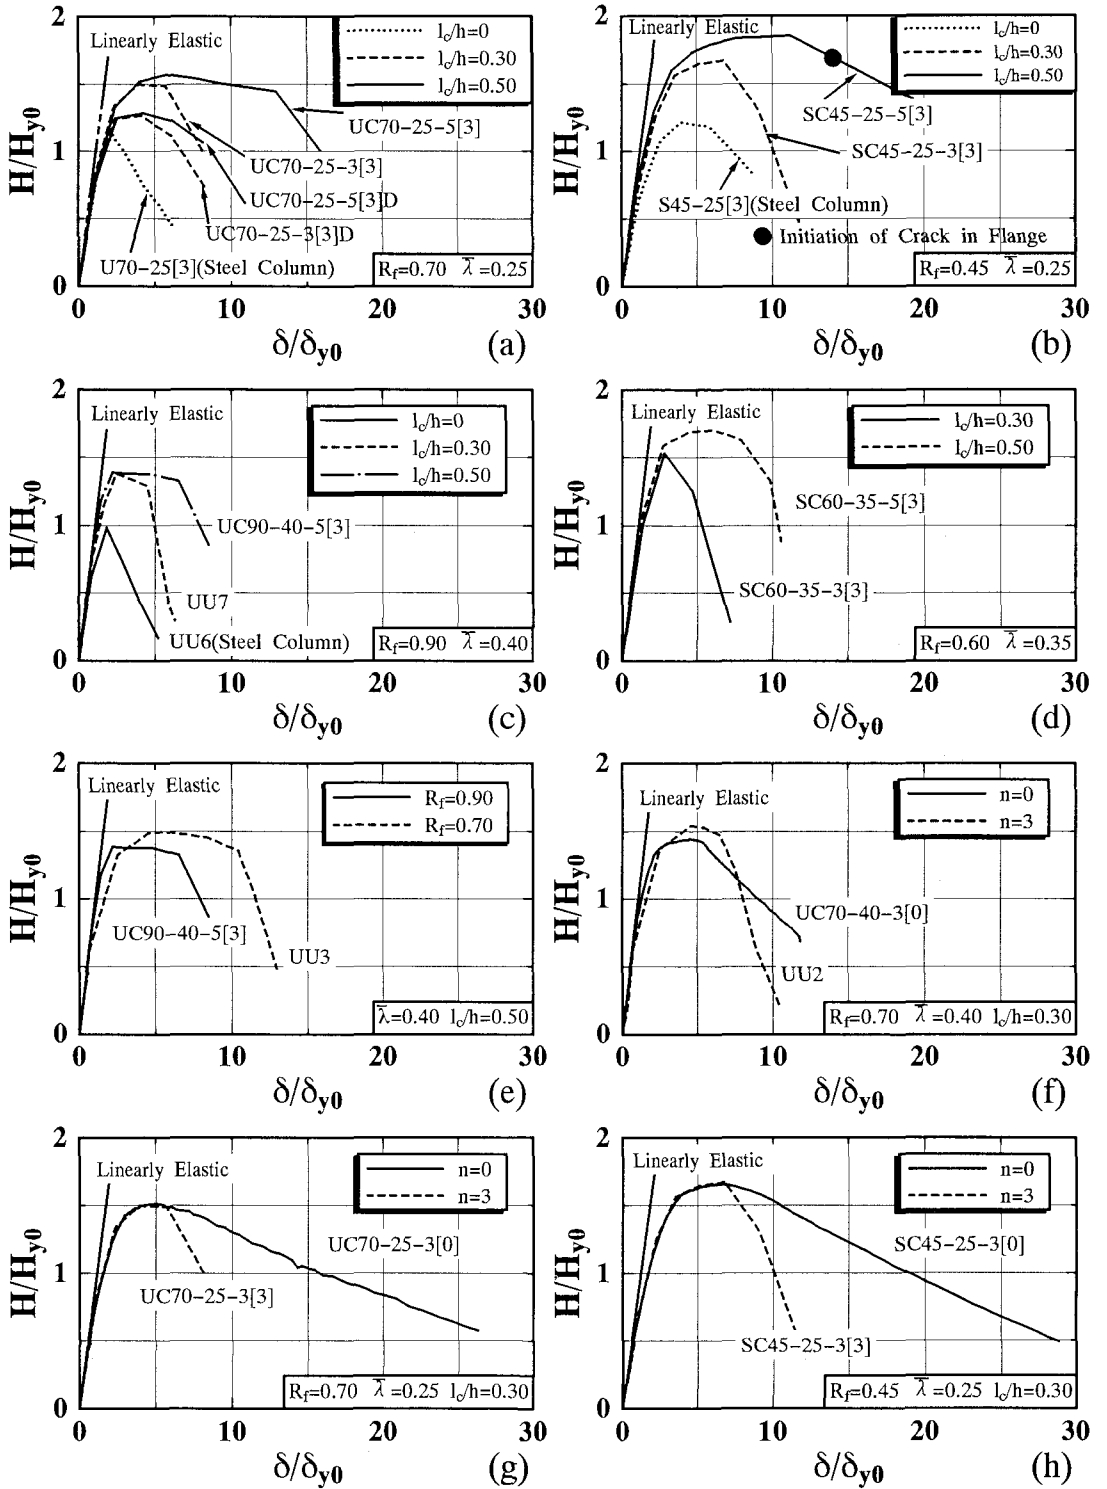 H/Hy0
2
1
0
Linearly Elastic
lc/h=0
lc/h=0.30
lc/h=0.50
UC70-25-5[3]
UC70-25-3[3]
UC70-25-5[3]D
UC70-25-3[3]D
U70-25[3](Steel Column)
Rf=0.70 λ̄=0.25
0 10 20 30
δ/δy0
(a)
H/Hy0
2
1
0
Linearly Elastic
lc/h=0
lc/h=0.30
lc/h=0.50
SC45-25-5[3]
SC45-25-3[3]
S45-25[3](Steel Column)
Initiation of Crack in Flange
Rf=0.45 λ̄=0.25
0 10 20 30
δ/δy0
(b)
H/Hy0
2
1
0
Linearly Elastic
lc/h=0
lc/h=0.30
lc/h=0.50
UC90-40-5[3]
UU7
UU6(Steel Column)
Rf=0.90 λ̄=0.40
0 10 20 30
δ/δy0
(c)
H/Hy0
2
1
0
Linearly Elastic
lc/h=0.30
lc/h=0.50
SC60-35-5[3]
SC60-35-3[3]
Rf=0.60 λ̄=0.35
0 10 20 30
δ/δy0
(d)
H/Hy0
2
1
0
Linearly Elastic
Rf=0.90
Rf=0.70
UC90-40-5[3]
UU3
λ̄=0.40 lc/h=0.50
0 10 20 30
δ/δy0
(e)
H/Hy0
2
1
0
Linearly Elastic
n=0
n=3
UC70-40-3[0]
UU2
Rf=0.70 λ̄=0.40 lc/h=0.30
0 10 20 30
δ/δy0
(f)
H/Hy0
2
1
0
Linearly Elastic
n=0
n=3
UC70-25-3[0]
UC70-25-3[3]
Rf=0.70 λ̄=0.25 lc/h=0.30
0 10 20 30
δ/δy0
(g)
H/Hy0
2
1
0
Linearly Elastic
n=0
n=3
SC45-25-3[0]
SC45-25-3[3]
Rf=0.45 λ̄=0.25 lc/h=0.30
0 10 20 30
δ/δy0
(h)